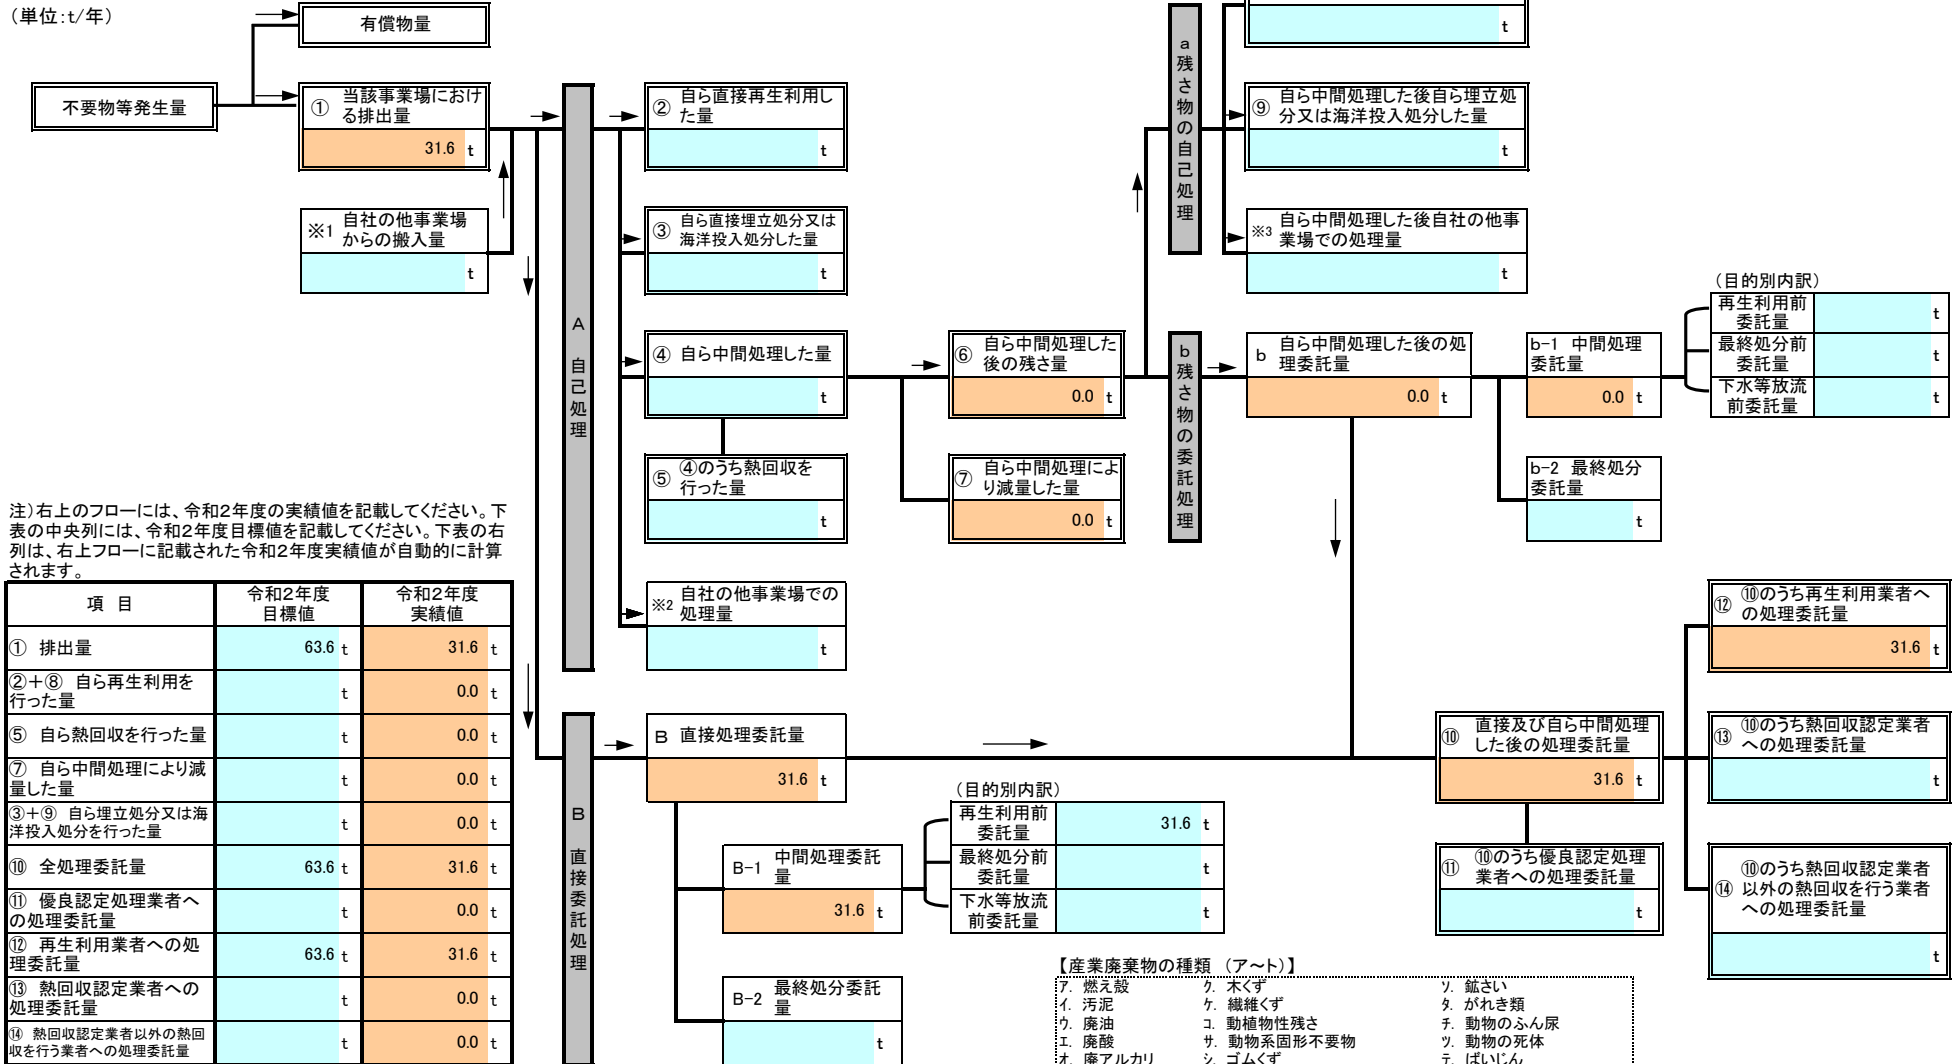 (単位:t/年)
有償物量
不要物等発生量
① 当該事業場におけ
る排出量
31.6 t
※1 自社の他事業場
からの搬入量
t
A 自己処理
② 自ら直接再生利用し
た量
t
③ 自ら直接埋立処分又は
海洋投入処分した量
t
④ 自ら中間処理した量
t
⑤ ④のうち熱回収を
行った量
t
※2 自社の他事業場での
処理量
t
⑥ 自ら中間処理した
後の残さ量
0.0 t
⑦ 自ら中間処理によ
り減量した量
0.0 t
a残さ物の自己処理
t
⑨ 自ら中間処理した後自ら埋立処
分又は海洋投入処分した量
t
※3 自ら中間処理した後自社の他事
業場での処理量
t
b残さ物の委託処理
b 自ら中間処理した後の処
理委託量
0.0 t
b-1 中間処理
委託量
0.0 t
b-2 最終処分
委託量
t
(目的別内訳)
再生利用前
委託量
t
最終処分前
委託量
t
下水等放流
前委託量
t
注)右上のフローには、令和2年度の実績値を記載してください。下
表の中央列には、令和2年度目標値を記載してください。下表の右
列は、右上フローに記載された令和2年度実績値が自動的に計算
されます。
項 目 令和2年度
目標値 令和2年度
実績値
① 排出量 63.6 t 31.6 t
②+⑧ 自ら再生利用を
行った量 t 0.0 t
⑤ 自ら熱回収を行った量 t 0.0 t
⑦ 自ら中間処理により減
量した量 t 0.0 t
③+⑨ 自ら埋立処分又は海
洋投入処分を行った量 t 0.0 t
⑩ 全処理委託量 63.6 t 31.6 t
⑪ 優良認定処理業者へ
の処理委託量 t 0.0 t
⑫ 再生利用業者への処
理委託量 63.6 t 31.6 t
⑬ 熱回収認定業者への
処理委託量 t 0.0 t
⑭ 熱回収認定業者以外の熱回
収を行う業者への処理委託量 t 0.0 t
B 直接委託処理
B 直接処理委託量
31.6 t
B-1 中間処理委託
量
31.6 t
B-2 最終処分委託
量
t
(目的別内訳)
再生利用前
委託量
31.6 t
最終処分前
委託量
t
下水等放流
前委託量
t
⑩ 直接及び自ら中間処理
した後の処理委託量
31.6 t
⑪ ⑩のうち優良認定処理
業者への処理委託量
t
⑫ ⑩のうち再生利用業者へ
の処理委託量
31.6 t
⑬ ⑩のうち熱回収認定業者
への処理委託量
t
⑭ ⑩のうち熱回収認定業者
以外の熱回収を行う業者
への処理委託量
t
【産業廃棄物の種類 (ア~ト)】
ア. 燃え殻 ク. 木くず ソ. 鉱さい
イ. 汚泥 ケ. 繊維くず タ. がれき類
ウ. 廃油 コ. 動植物性残さ チ. 動物のふん尿
エ. 廃酸 サ. 動物系固形不要物 ツ. 動物の死体
オ. 廃アルカリ シ. ゴムくず テ. ばいじん